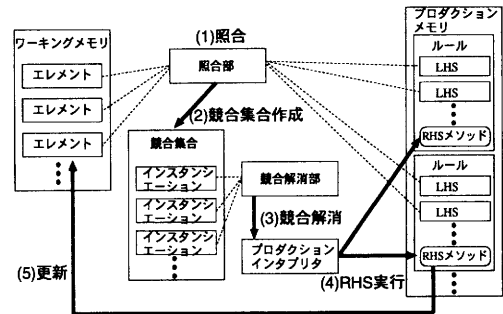 プロダクション
メモリ
ワーキングメモリ
(1)照合
照合部
ルール
LHS
LHS
RHSメソッド
エレメント
エレメント
エレメント
(2)競合集合作成
競合集合
インスタンシ
エーション
インスタンシ
エーション
インスタンシ
エーション
競合解消部
(3)競合解消
プロダクション
インタプリタ
ルール
LHS
LHS
RHSメソッド
(4)RHS実行
(5)更新